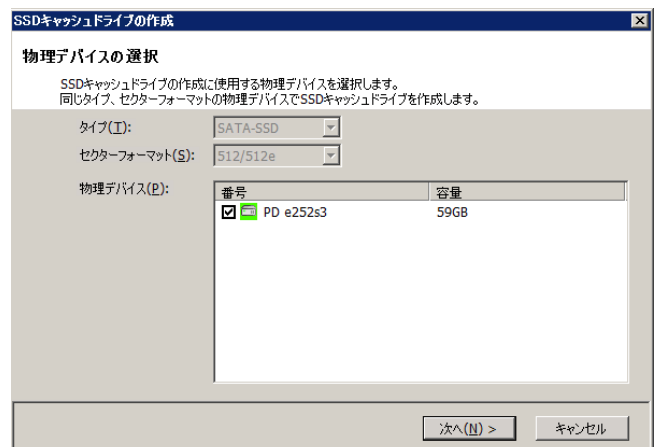 SSDキャッシュドライブの作成
物理デバイスの選択
SSDキャッシュドライブの作成に使用する物理デバイスを選択します。
同じタイプ、セクターフォーマットの物理デバイスでSSDキャッシュドライブを作成します。
タイプ(T): SATA-SSD
セクターフォーマット(S): 512/512e
物理デバイス(P): 番号 容量
PD e252s3 59GB
次へ(N) > キャンセル